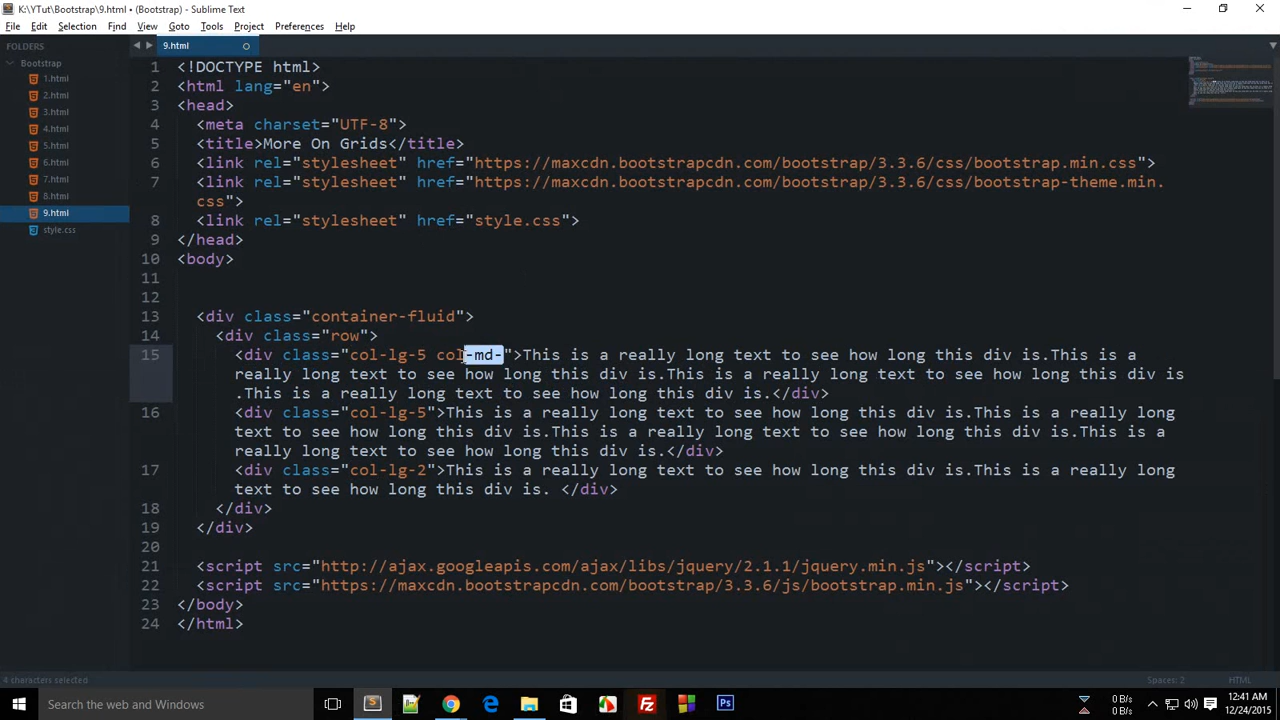 K:\YTut\Bootstrap\9.html • (Bootstrap) - Sublime Text
File Edit Selection Find View Goto Tools Project Preferences Help
FOLDERS
Bootstrap
1.html
2.html
3.html
4.html
5.html
6.html
7.html
8.html
9.html
style.css
9.html
1 <!DOCTYPE html>
2 <html lang="en">
3 <head>
4 <meta charset="UTF-8">
5 <title>More On Grids</title>
6 <link rel="stylesheet" href="https://maxcdn.bootstrapcdn.com/bootstrap/3.3.6/css/bootstrap.min.css">
7 <link rel="stylesheet" href="https://maxcdn.bootstrapcdn.com/bootstrap/3.3.6/css/bootstrap-theme.min.
css">
8 <link rel="stylesheet" href="style.css">
9 </head>
10 <body>
11
12
13 <div class="container-fluid">
14 <div class="row">
15 <div class="col-lg-5 col-md-">This is a really long text to see how long this div is.This is a
really long text to see how long this div is.This is a really long text to see how long this div is
.This is a really long text to see how long this div is.</div>
16 <div class="col-lg-5">This is a really long text to see how long this div is.This is a really long
text to see how long this div is.This is a really long text to see how long this div is.This is a
really long text to see how long this div is.</div>
17 <div class="col-lg-2">This is a really long text to see how long this div is.This is a really long
text to see how long this div is. </div>
18 </div>
19 </div>
20
21 <script src="http://ajax.googleapis.com/ajax/libs/jquery/2.1.1/jquery.min.js"></script>
22 <script src="https://maxcdn.bootstrapcdn.com/bootstrap/3.3.6/js/bootstrap.min.js"></script>
23 </body>
24 </html>
4 characters selected
Spaces: 2
HTML
Search the web and Windows
Fz
Ps
0 B/s
0 B/s
12:41 AM
12/24/2015